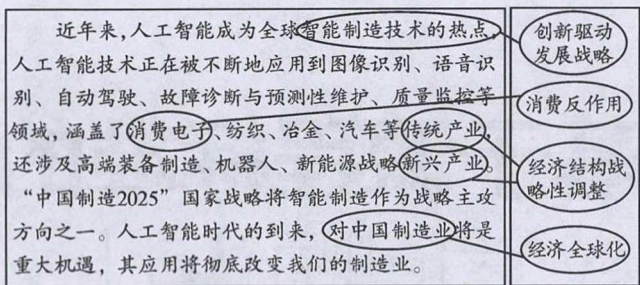 近年来,人工智能成为全球智能制造技术的热点,
人工智能技术正在被不断地应用到图像识别、语音识
别、自动驾驶、故障诊断与预测性维护、质量监控等
领域,涵盖了消费电子、纺织、冶金、汽车等传统产业,
还涉及高端装备制造、机器人、新能源战略新兴产业。
“中国制造2025”国家战略将智能制造作为战略主攻
方向之一。人工智能时代的到来,对中国制造业将是
重大机遇，其应用将彻底改变我们的制造业。
创新驱动
发展战略
消费反作用
经济结构战
略性调整
经济全球化